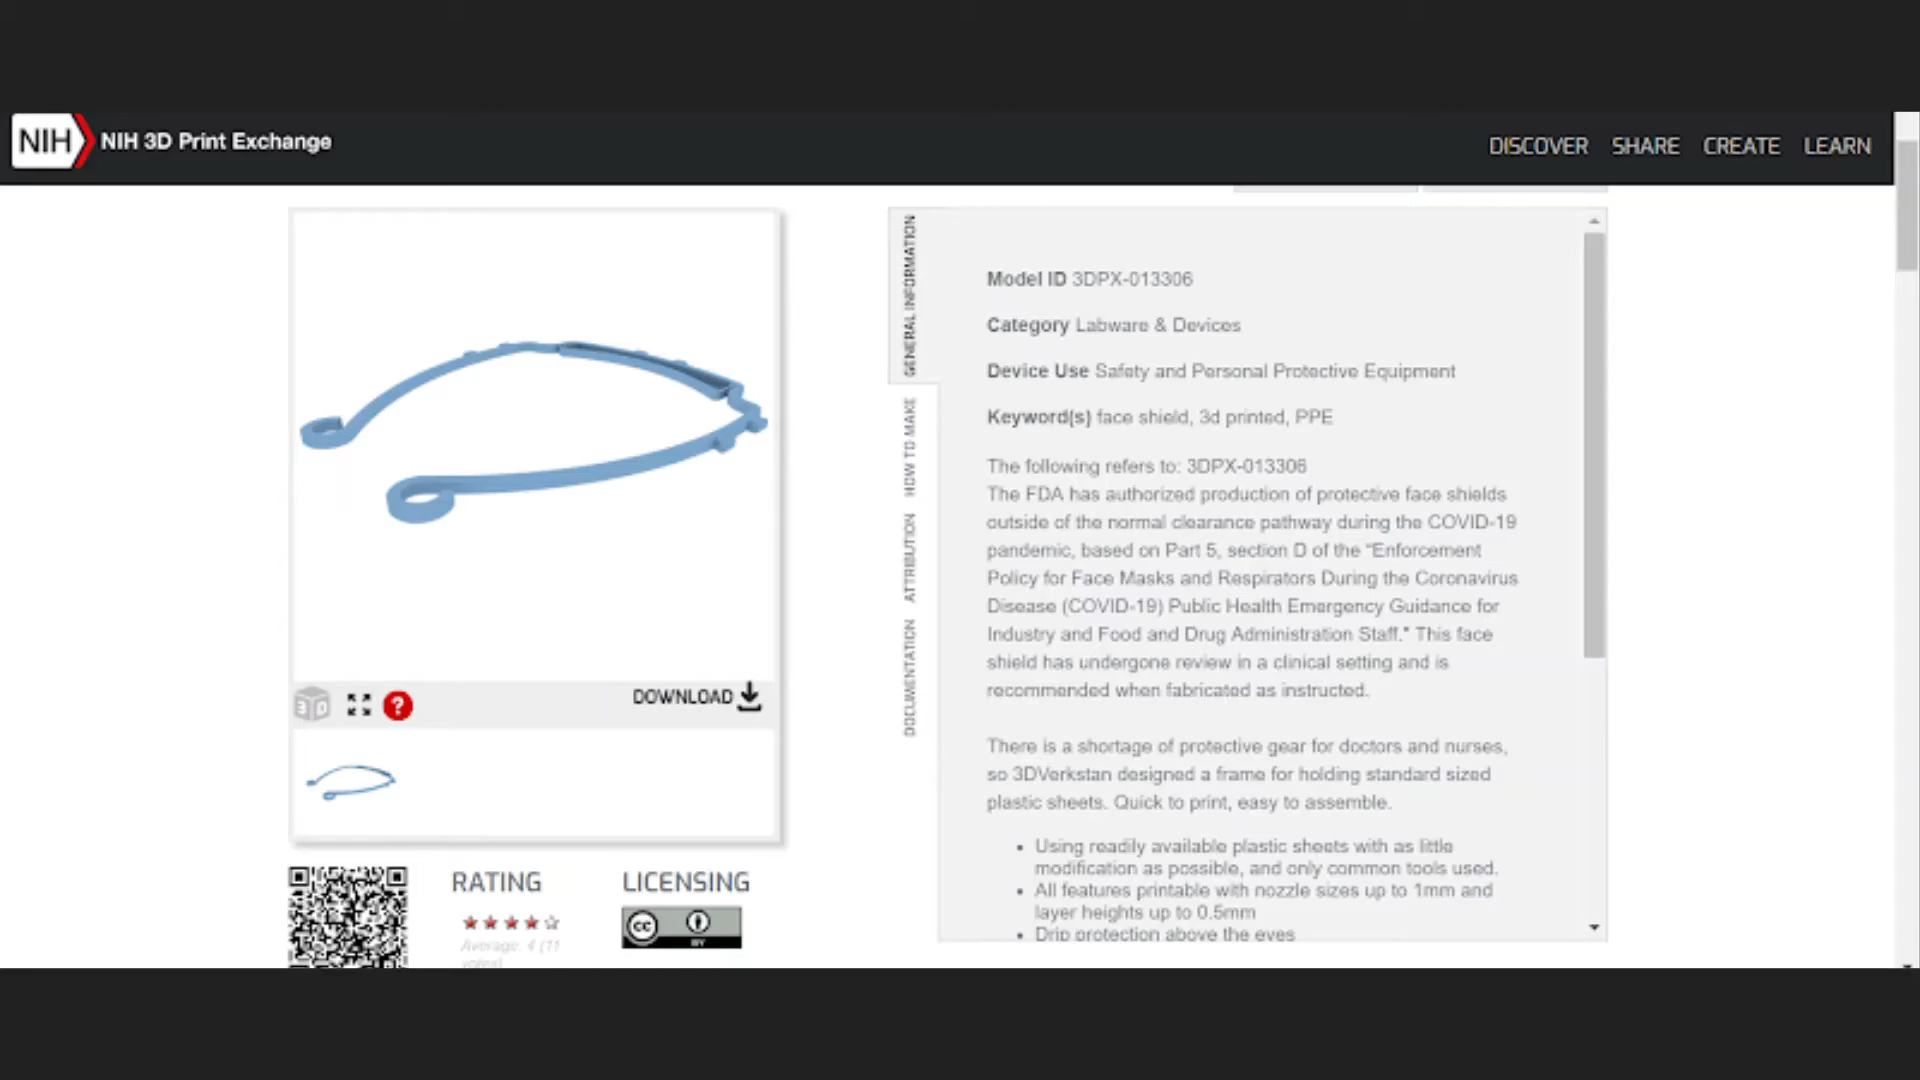 NIH
NIH 3D Print Exchange
DISCOVER SHARE CREATE LEARN
3D
?
DOWNLOAD
RATING
Average: 4 (11
votes)
LICENSING
cc
BY
GENERAL INFORMATION
HOW TO MAKE
ATTRIBUTION
DOCUMENTATION
Model ID 3DPX-013306
Category Labware & Devices
Device Use Safety and Personal Protective Equipment
Keyword(s) face shield, 3d printed, PPE
The following refers to: 3DPX-013306
The FDA has authorized production of protective face shields
outside of the normal clearance pathway during the COVID-19
pandemic, based on Part 5, section D of the “Enforcement
Policy for Face Masks and Respirators During the Coronavirus
Disease (COVID-19) Public Health Emergency Guidance for
Industry and Food and Drug Administration Staff." This face
shield has undergone review in a clinical setting and is
recommended when fabricated as instructed.
There is a shortage of protective gear for doctors and nurses,
so 3DVerkstan designed a frame for holding standard sized
plastic sheets. Quick to print, easy to assemble.
• Using readily available plastic sheets with as little
modification as possible, and only common tools used.
• All features printable with nozzle sizes up to 1mm and
layer heights up to 0.5mm
• Drip protection above the eyes